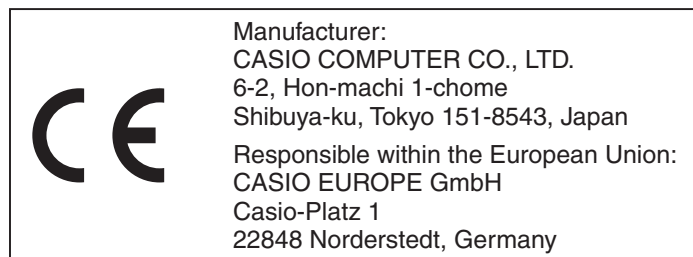 CE
Manufacturer:
CASIO COMPUTER CO., LTD.
6-2, Hon-machi 1-chome
Shibuya-ku, Tokyo 151-8543, Japan
Responsible within the European Union:
CASIO EUROPE GmbH
Casio-Platz 1
22848 Norderstedt, Germany